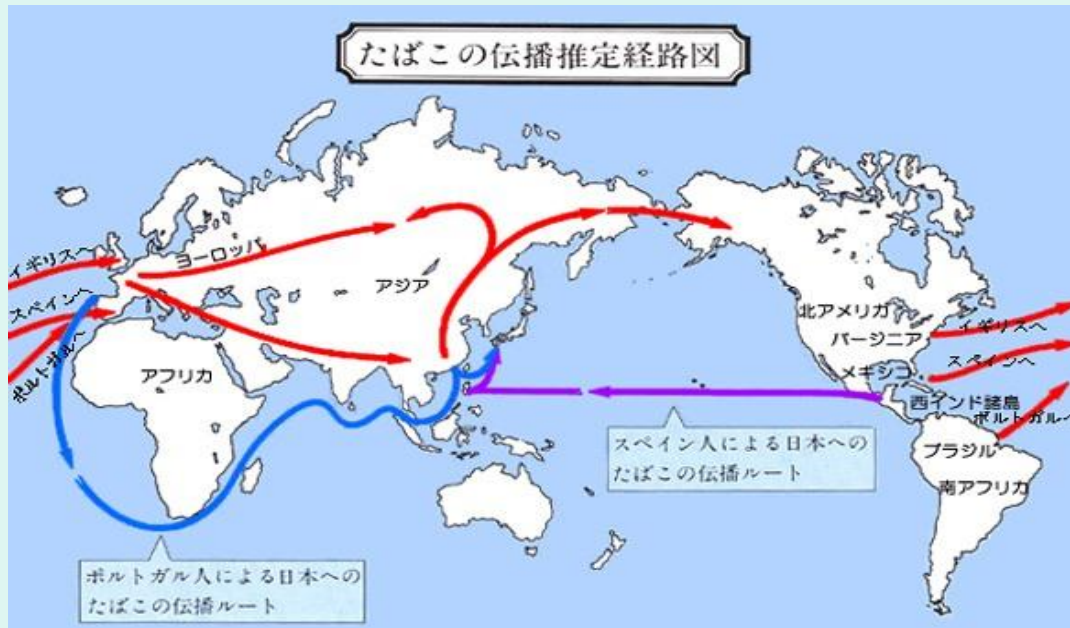 たばこの伝播推定経路図
イギリスへ
ヨーロッパ
スペインへ
ポルトガルへ
アジア
アフリカ
北アメリカ
バージニア
イギリスへ
メキシコ
スペインへ
西インド諸島
ポルトガルへ
ブラジル
南アフリカ
スペイン人による日本への
たばこの伝播ルート
ポルトガル人による日本への
たばこの伝播ルート